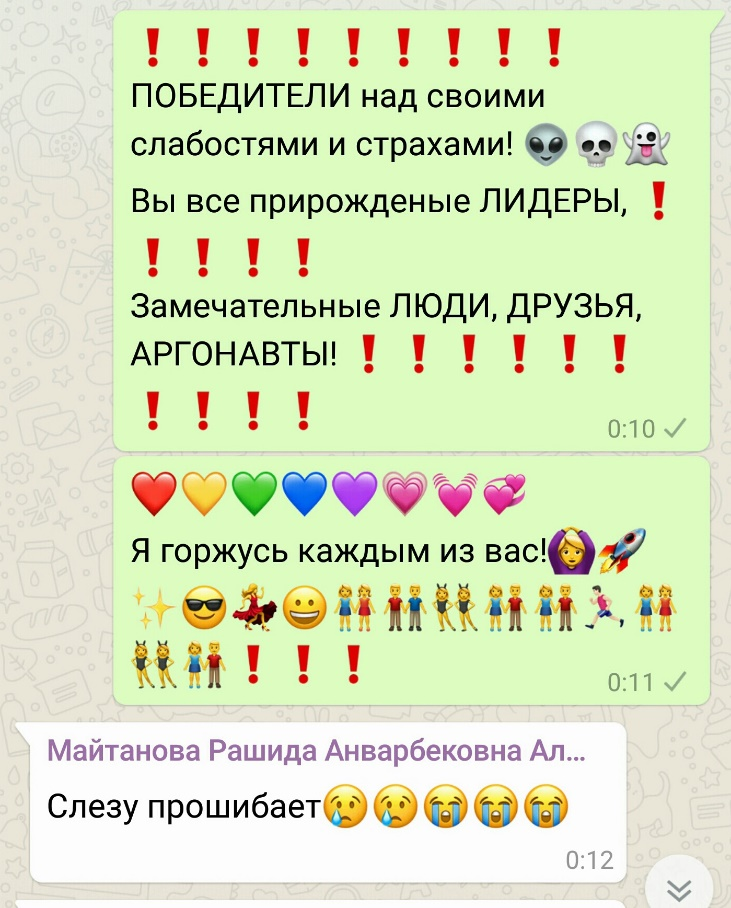 ❗❗❗❗❗❗❗❗❗
ПОБЕДИТЕЛИ над своими
слабостями и страхами! 👽💀👻
Вы все прирожденые ЛИДЕРЫ, ❗
❗❗❗❗
Замечательные ЛЮДИ, ДРУЗЬЯ,
АРГОНАВТЫ! ❗❗❗❗❗❗
❗❗❗❗
0:10 ✓
❤️💛💚💙💜💗💓💞
Я горжусь каждым из вас!🙆🚀
✨😎💃😀👭👬👯👫👫🏃👭
👯👫❗❗❗
0:11 ✓
Майтанова Рашида Анварбековна Ал...
Слезу прошибает😢😢😭😭😭
0:12